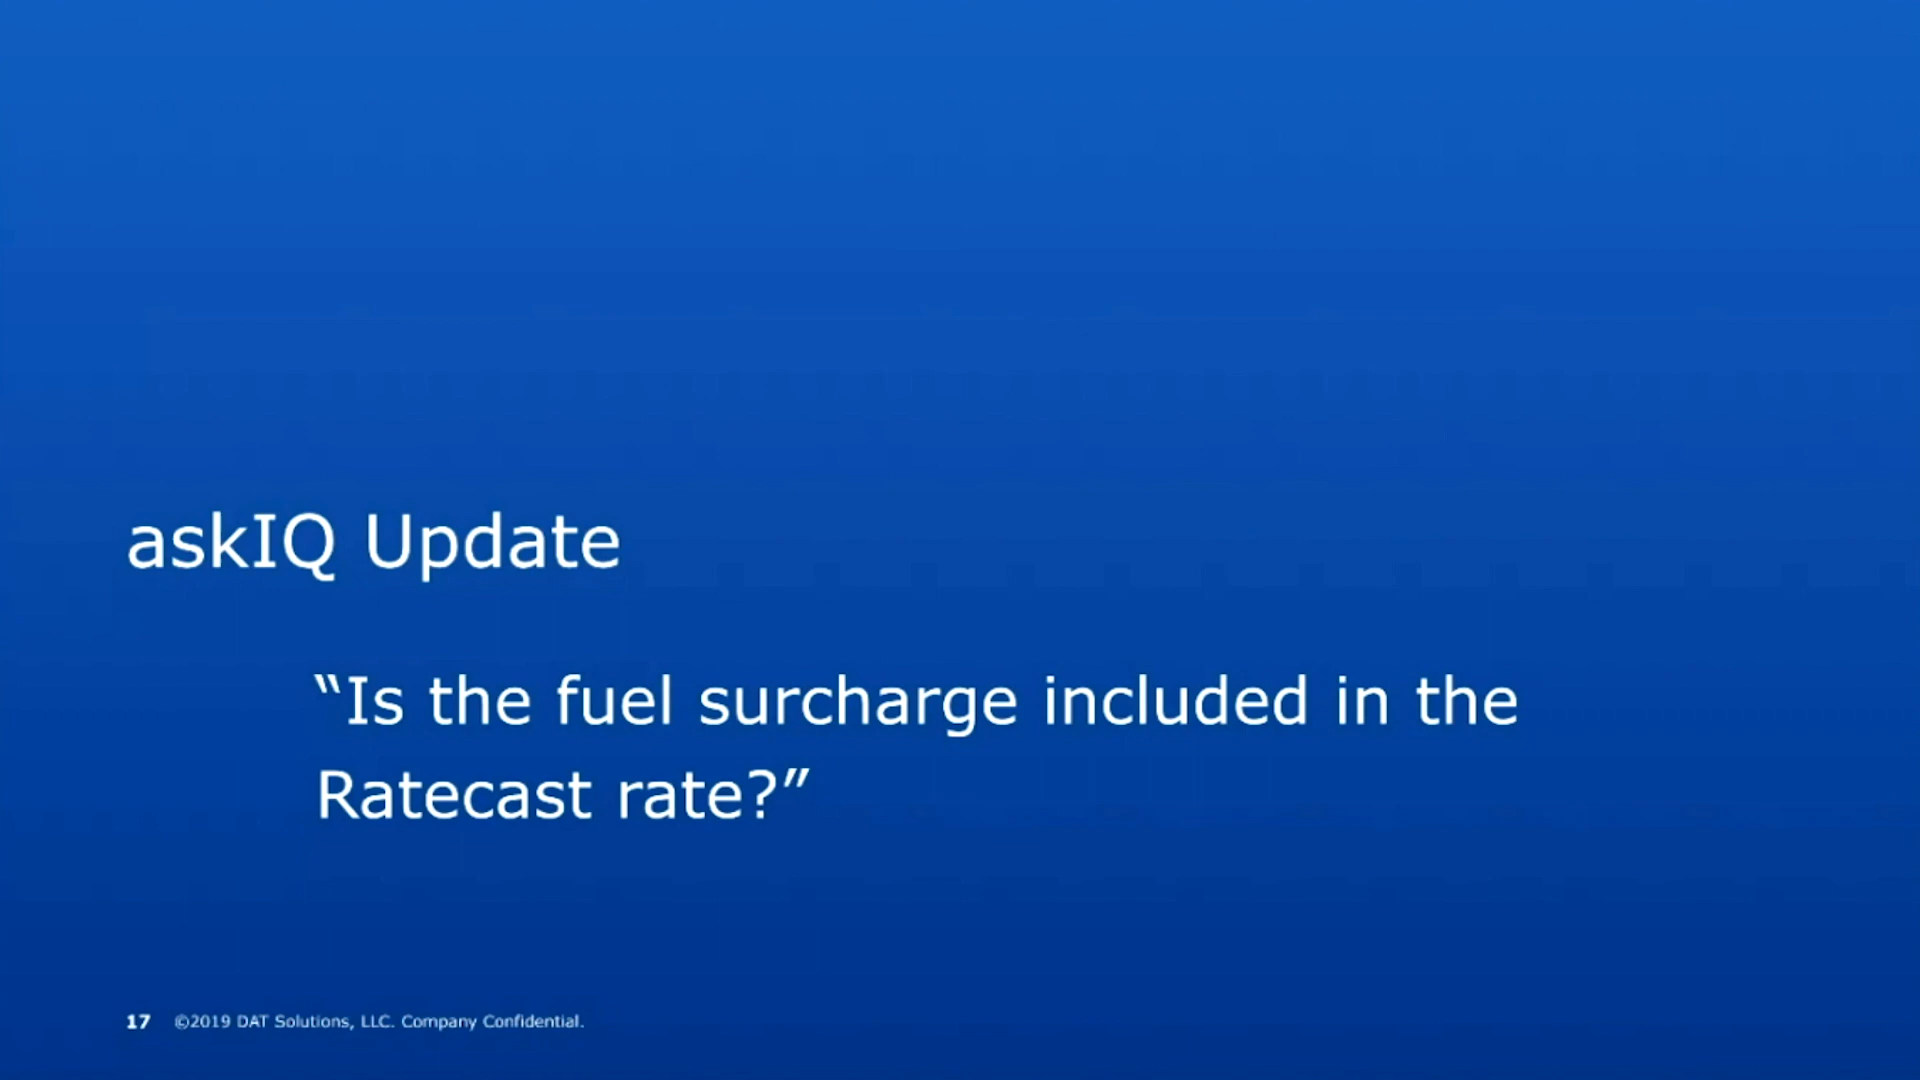 askIQ Update
“Is the fuel surcharge included in the
Ratecast rate?”
17 ©2019 DAT Solutions, LLC. Company Confidential.